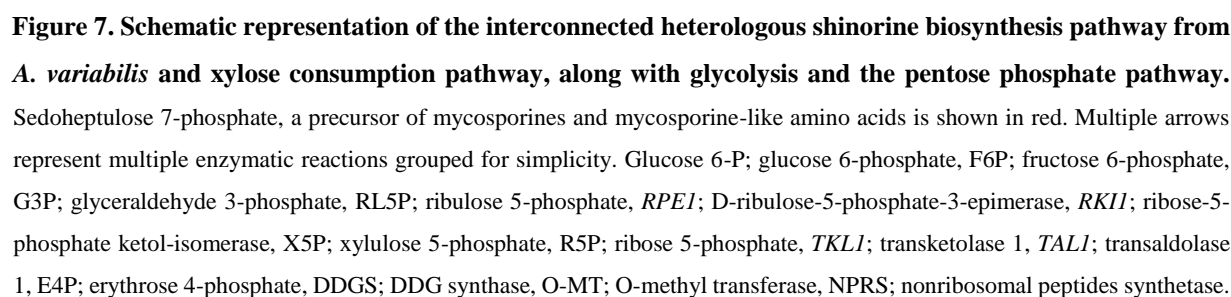 Figure 7. Schematic representation of the interconnected heterologous shinorine biosynthesis pathway from
A. variabilis and xylose consumption pathway, along with glycolysis and the pentose phosphate pathway.
Sedoheptulose 7-phosphate, a precursor of mycosporines and mycosporine-like amino acids is shown in red. Multiple arrows
represent multiple enzymatic reactions grouped for simplicity. Glucose 6-P; glucose 6-phosphate, F6P; fructose 6-phosphate,
G3P; glyceraldehyde 3-phosphate, RL5P; ribulose 5-phosphate, RPE1; D-ribulose-5-phosphate-3-epimerase, RKI1; ribose-5-
phosphate ketol-isomerase, X5P; xylulose 5-phosphate, R5P; ribose 5-phosphate, TKL1; transketolase 1, TAL1; transaldolase
1, E4P; erythrose 4-phosphate, DDGS; DDG synthase, O-MT; O-methyl transferase, NPRS; nonribosomal peptides synthetase.